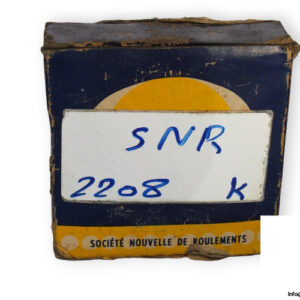 SNR
2208 K
SOCIÉTÉ NOUVELLE DE ROULEMENTS